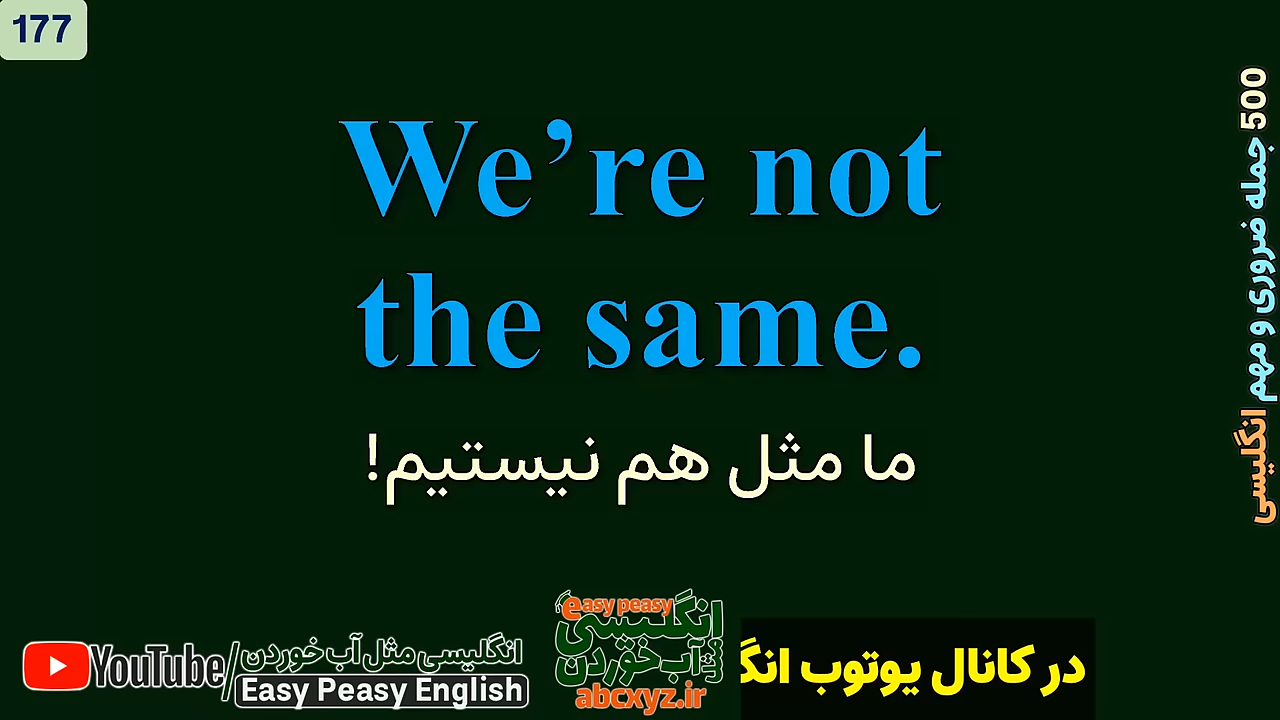 177
We’re not
the same.
ما مثل هم نیستیم!
500 جمله ضروری و مهم انگلیسی
YouTube/انگلیسی مثل آب خوردن
Easy Peasy English
easy peasy
انگلیسی
مثل آب خوردن
abcxyz.ir
در کانال یوتوب